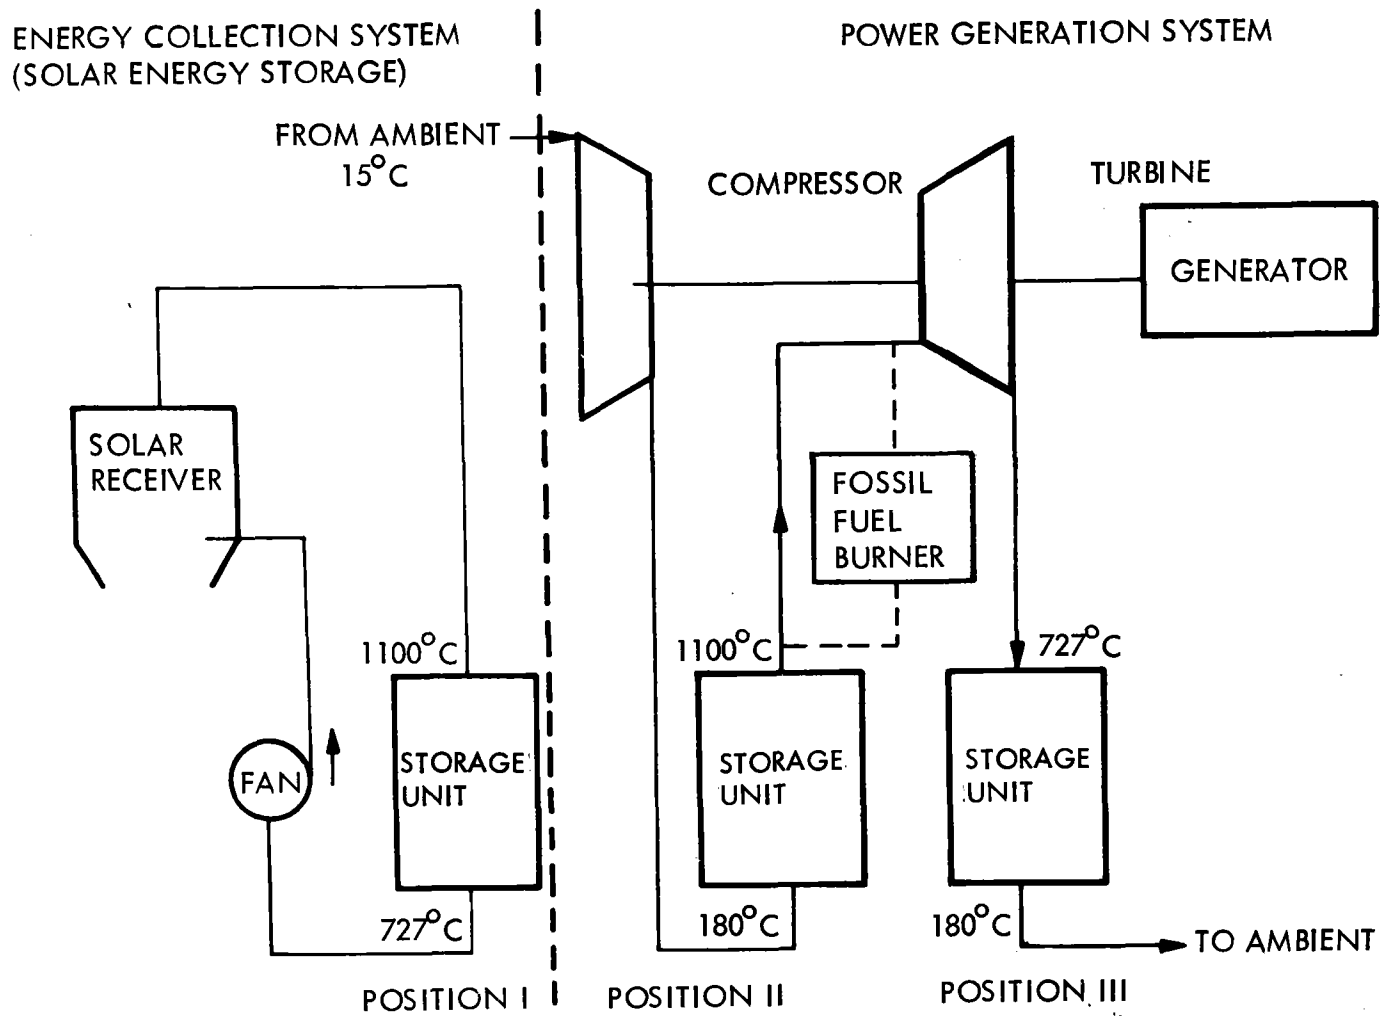 ENERGY COLLECTION SYSTEM
(SOLAR ENERGY STORAGE)
POWER GENERATION SYSTEM
FROM AMBIENT
15°C
COMPRESSOR
TURBINE
GENERATOR
SOLAR
RECEIVER
FOSSIL
FUEL
BURNER
1100°C
1100°C
727°C
FAN
STORAGE
UNIT
STORAGE
UNIT
STORAGE
UNIT
727°C
180°C
180°C
TO AMBIENT
POSITION I
POSITION II
POSITION III